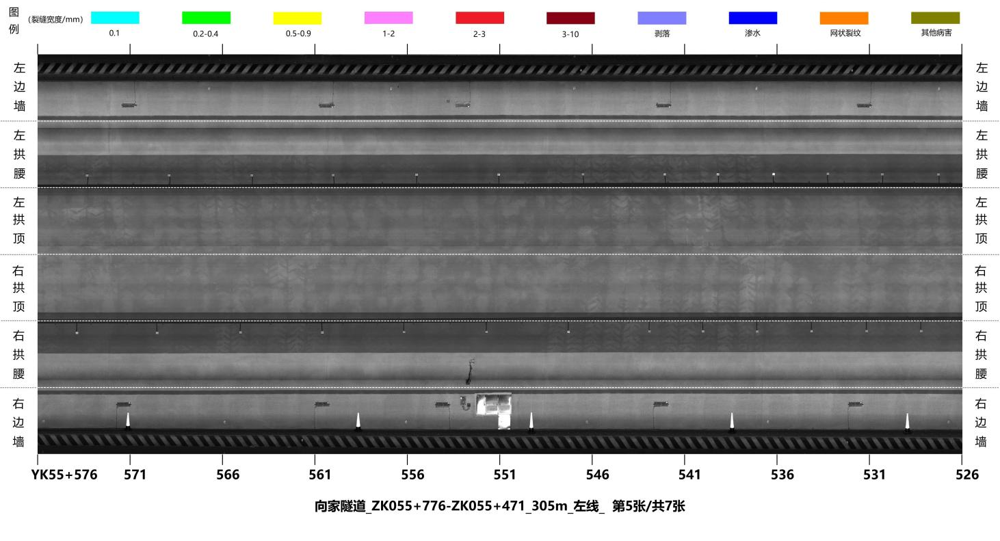 图例
(裂缝宽度/mm)
0.1
0.2-0.4
0.5-0.9
1-2
2-3
3-10
剥落
渗水
网状裂纹
其他病害
左边墙
左边墙
左拱腰
左拱腰
左拱顶
左拱顶
右拱顶
右拱顶
右拱腰
右拱腰
右边墙
右边墙
YK55+576 571 566 561 556 551 546 541 536 531 526
向家隧道_ZK055+776-ZK055+471_305m_左线_ 第5张/共7张